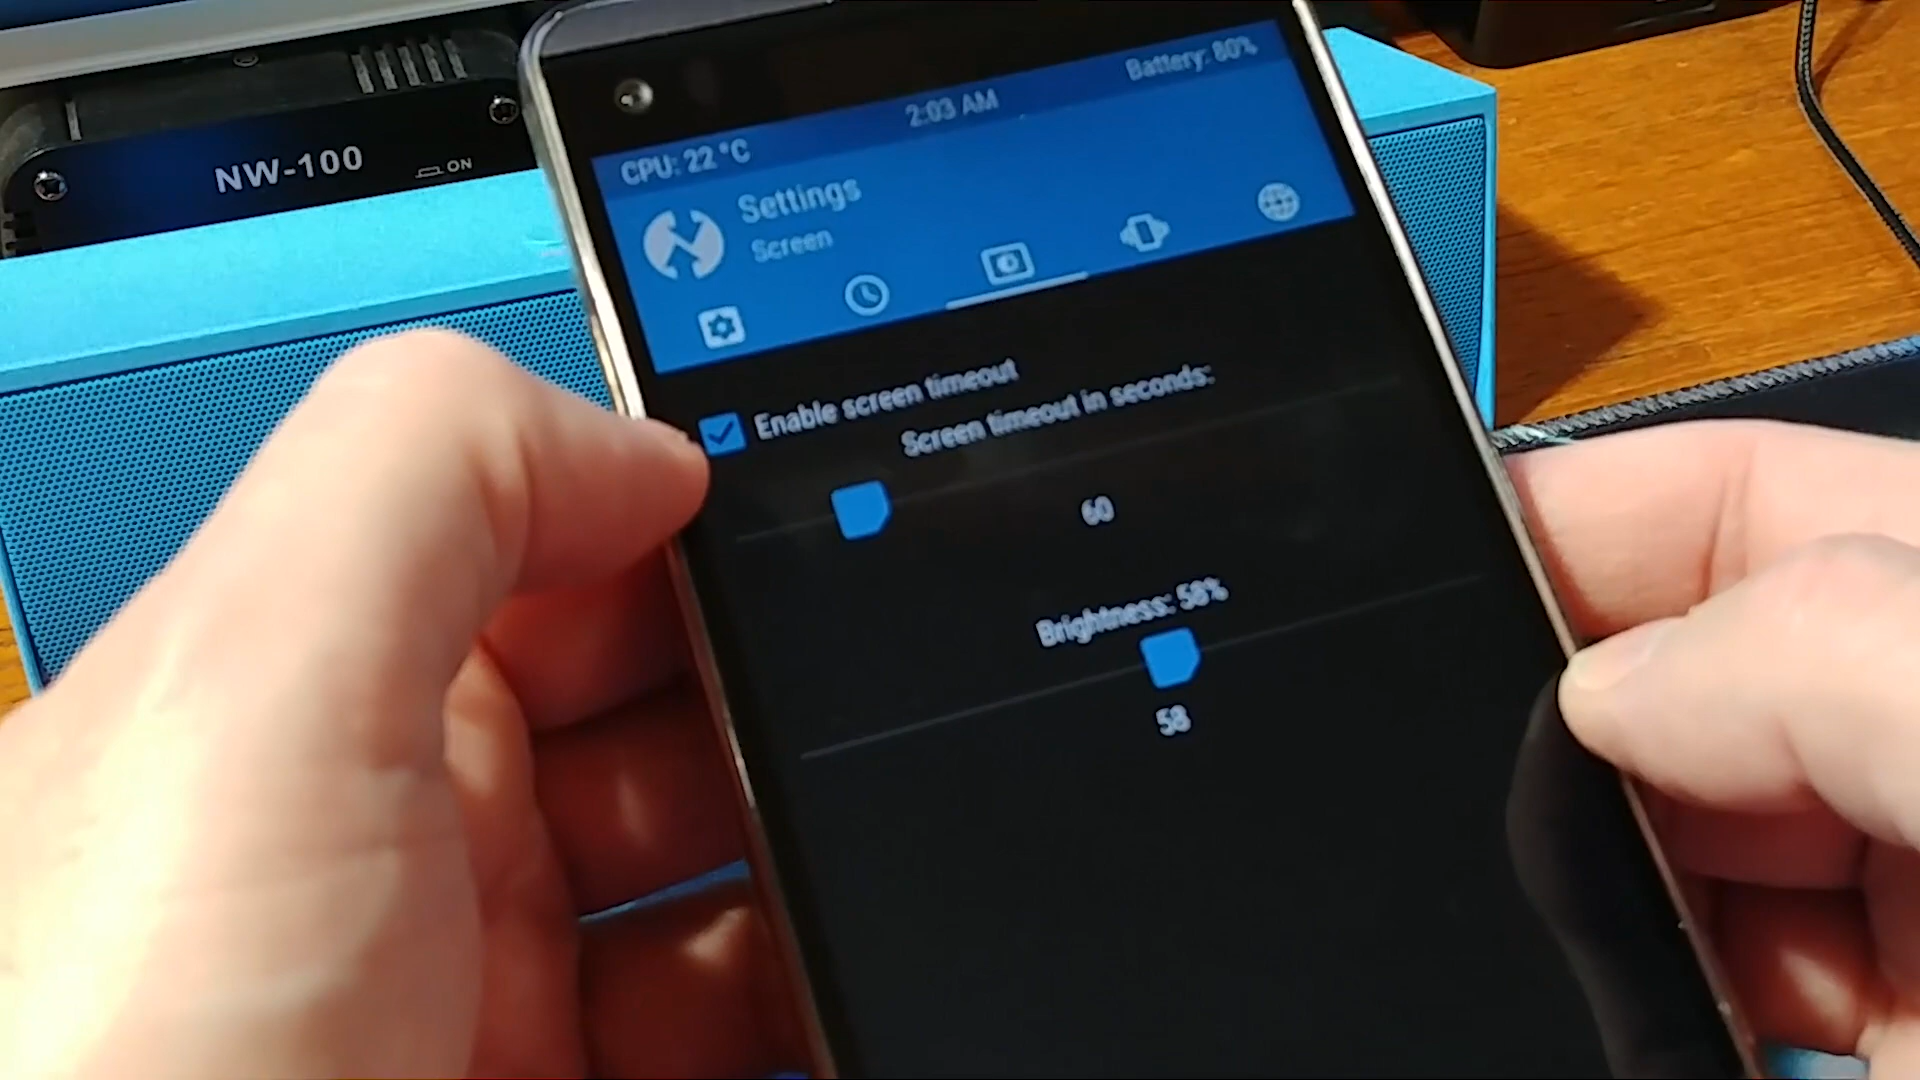 NW-100
ON
CPU: 22 °C
2:03 AM
Battery: 80%
Settings
Screen
Enable screen timeout
Screen timeout in seconds:
60
Brightness: 58%
58